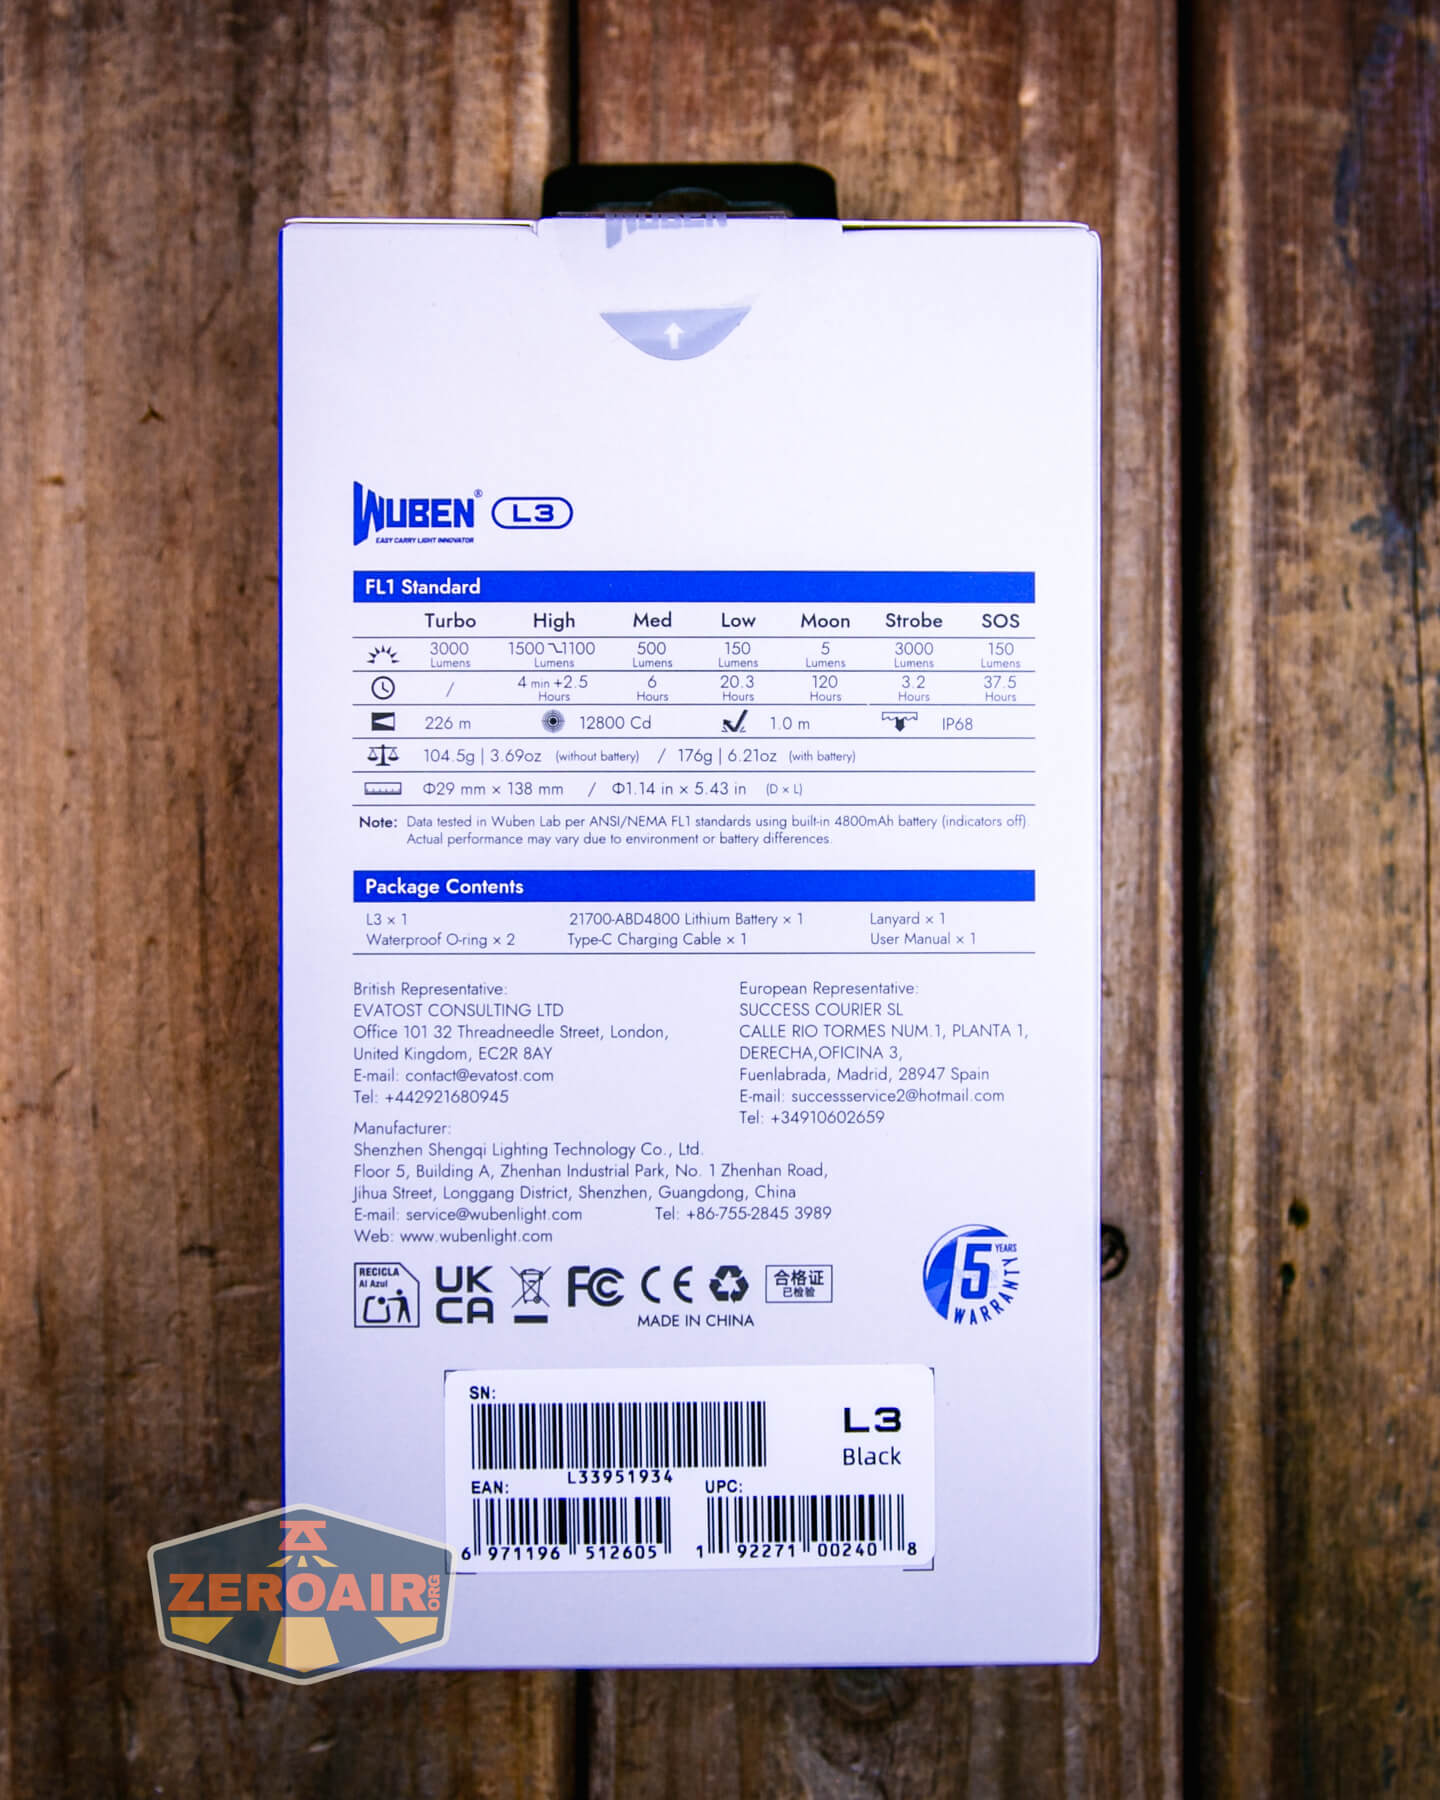 WUBEN
WUBEN® L3
EASY CARRY LIGHT INNOVATOR
FL1 Standard
Turbo High Med Low Moon Strobe SOS
3000 Lumens 1500 1100 Lumens 500 Lumens 150 Lumens 5 Lumens 3000 Lumens 150 Lumens
/ 4 min +2.5 Hours 6 Hours 20.3 Hours 120 Hours 3.2 Hours 37.5 Hours
226 m 12800 Cd 1.0 m IP68
104.5g | 3.69oz (without battery) / 176g | 6.21oz (with battery)
Φ29 mm × 138 mm / Φ1.14 in × 5.43 in (D × L)
Note: Data tested in Wuben Lab per ANSI/NEMA FL1 standards using built-in 4800mAh battery (indicators off).
Actual performance may vary due to environment or battery differences.
Package Contents
L3 × 1 21700-ABD4800 Lithium Battery × 1 Lanyard × 1
Waterproof O-ring × 2 Type-C Charging Cable × 1 User Manual × 1
British Representative:
EVATOST CONSULTING LTD
Office 101 32 Threadneedle Street, London,
United Kingdom, EC2R 8AY
E-mail: contact@evatost.com
Tel: +442921680945
European Representative:
SUCCESS COURIER SL
CALLE RIO TORMES NUM.1, PLANTA 1,
DERECHA,OFICINA 3,
Fuenlabrada, Madrid, 28947 Spain
E-mail: successservice2@hotmail.com
Tel: +34910602659
Manufacturer:
Shenzhen Shengqi Lighting Technology Co., Ltd.
Floor 5, Building A, Zhenhan Industrial Park, No. 1 Zhenhan Road,
Jihua Street, Longgang District, Shenzhen, Guangdong, China
E-mail: service@wubenlight.com Tel: +86-755-2845 3989
Web: www.wubenlight.com
RECICLA
Al Azul
UK
CA
FC CE
合格证
已检验
MADE IN CHINA
5 YEARS
WARRANTY
SN:
L33951934
L3
Black
EAN:
6 971196 512605
UPC:
1 92271 00240 8
ZEROAIR.ORG